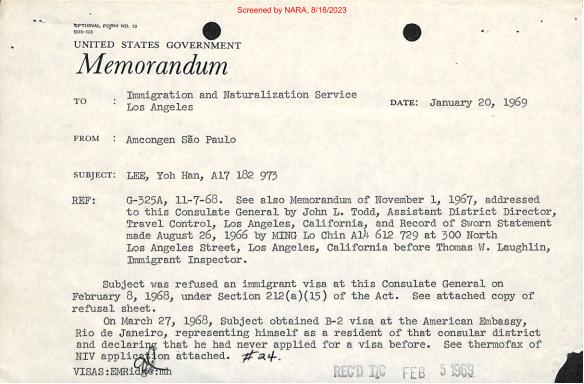 Screened by NARA, 8/18/2023
OPTIONAL FORM NO. 10
5010-108
UNITED STATES GOVERNMENT
Memorandum
TO : Immigration and Naturalization Service
Los Angeles
DATE: January 20, 1969
FROM : Amcongen São Paulo
SUBJECT: LEE, Yoh Han, A17 182 973
REF: G-325A, 11-7-68. See also Memorandum of November 1, 1967, addressed
to this Consulate General by John L. Todd, Assistant District Director,
Travel Control, Los Angeles, California, and Record of Sworn Statement
made August 26, 1966 by MING Lo Chin A14 612 729 at 300 North
Los Angeles Street, Los Angeles, California before Thomas W. Laughlin,
Immigrant Inspector.
Subject was refused an immigrant visa at this Consulate General on
February 8, 1968, under Section 212(a)(15) of the Act. See attached copy of
refusal sheet.
On March 27, 1968, Subject obtained B-2 visa at the American Embassy,
Rio de Janeiro, representing himself as a resident of that consular district
and declaring that he had never applied for a visa before. See thermofax of
NIV application attached. #24.
VISAS:EMRidge:mh
REC'D I/C FEB 5 1969